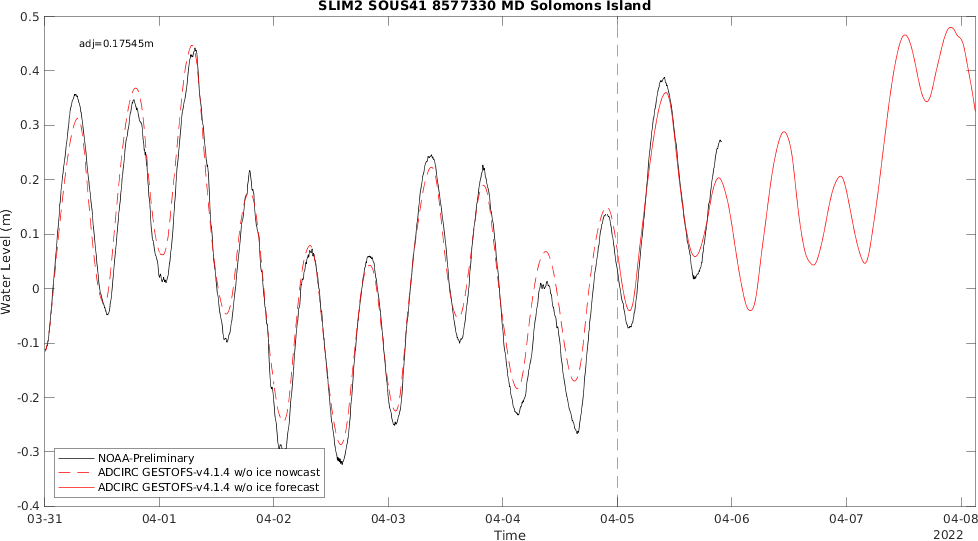 SLIM2 SOUS41 8577330 MD Solomons Island
adj=0.17545m
0.5
0.4
0.3
0.2
0.1
0
-0.1
-0.2
-0.3
-0.4
Water Level (m)
NOAA-Preliminary
ADCIRC GESTOFS-v4.1.4 w/o ice nowcast
ADCIRC GESTOFS-v4.1.4 w/o ice forecast
03-31 04-01 04-02 04-03 04-04 04-05 04-06 04-07 04-08
Time
2022